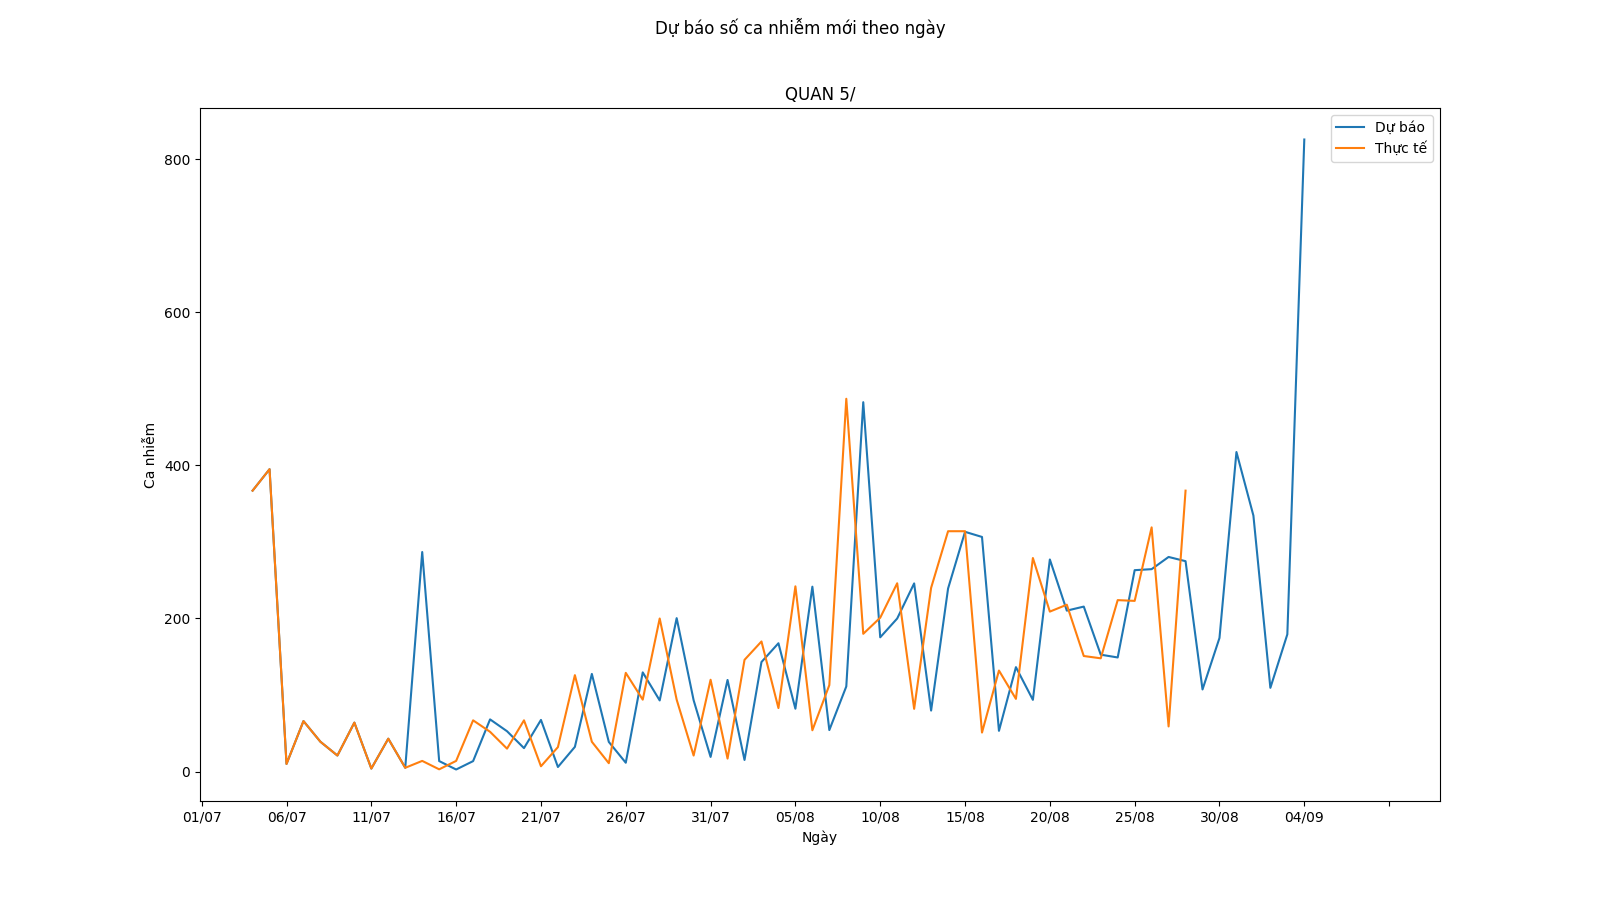 Dự báo số ca nhiễm mới theo ngày
QUAN 5/
Dự báo
Thực tế
800
600
400
200
0
Ca nhiễm
01/07 06/07 11/07 16/07 21/07 26/07 31/07 05/08 10/08 15/08 20/08 25/08 30/08 04/09
Ngày